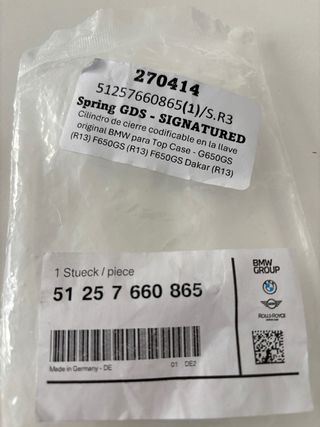 270414
51257660865(1)/S.R3
Spring GDS - SIGNATURED
Cilindro de cierre codificable en la llave
original BMW para Top Case - G650GS
(R13) F650GS (R13) F650GS Dakar (R13)
1 Stueck / piece
51 25 7 660 865
Made in Germany - DE
01 DE2
BMW
GROUP
MINI
ROLLS-ROYCE